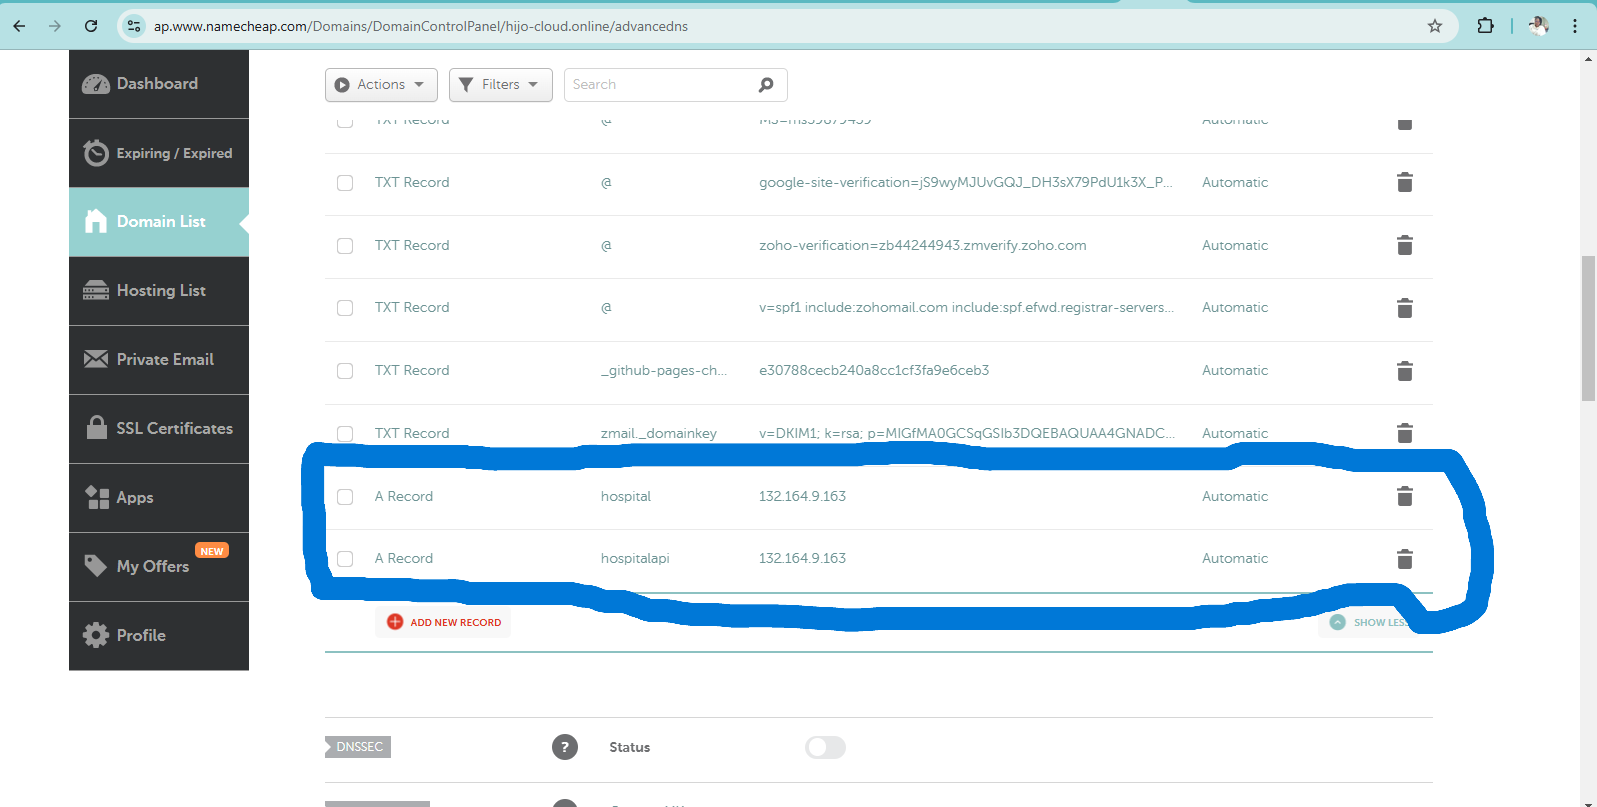 ap.www.namecheap.com/Domains/DomainControlPanel/hijo-cloud.online/advancedns
Dashboard
Expiring / Expired
Domain List
Hosting List
Private Email
SSL Certificates
Apps
NEW
My Offers
Profile
Actions Filters Search
TXT Record @ Automatic
TXT Record @ google-site-verification=jS9wyMJUvGQJ_DH3sX79PdU1k3X_P... Automatic
TXT Record @ zoho-verification=zb44244943.zmverify.zoho.com Automatic
TXT Record @ v=spf1 include:zohomail.com include:spf.efwd.registrar-servers... Automatic
TXT Record _github-pages-ch... e30788cecb240a8cc1cf3fa9e6ceb3 Automatic
TXT Record zmail._domainkey v=DKIM1; k=rsa; p=MIGfMA0GCSqGSIb3DQEBAQUAA4GNADC... Automatic
A Record hospital 132.164.9.163 Automatic
A Record hospitalapi 132.164.9.163 Automatic
ADD NEW RECORD SHOW LESS
DNSSEC ? Status